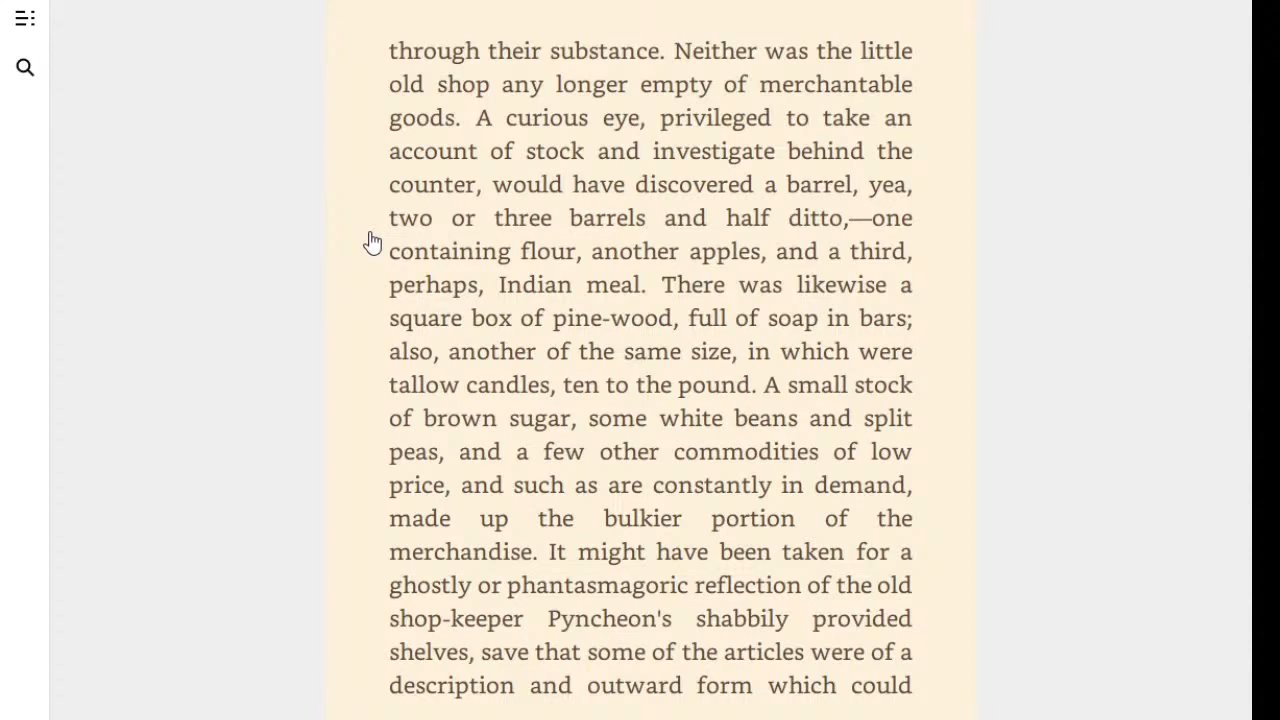 through their substance. Neither was the little
old shop any longer empty of merchantable
goods. A curious eye, privileged to take an
account of stock and investigate behind the
counter, would have discovered a barrel, yea,
two or three barrels and half ditto,—one
containing flour, another apples, and a third,
perhaps, Indian meal. There was likewise a
square box of pine-wood, full of soap in bars;
also, another of the same size, in which were
tallow candles, ten to the pound. A small stock
of brown sugar, some white beans and split
peas, and a few other commodities of low
price, and such as are constantly in demand,
made up the bulkier portion of the
merchandise. It might have been taken for a
ghostly or phantasmagoric reflection of the old
shop-keeper Pyncheon's shabbily provided
shelves, save that some of the articles were of a
description and outward form which could